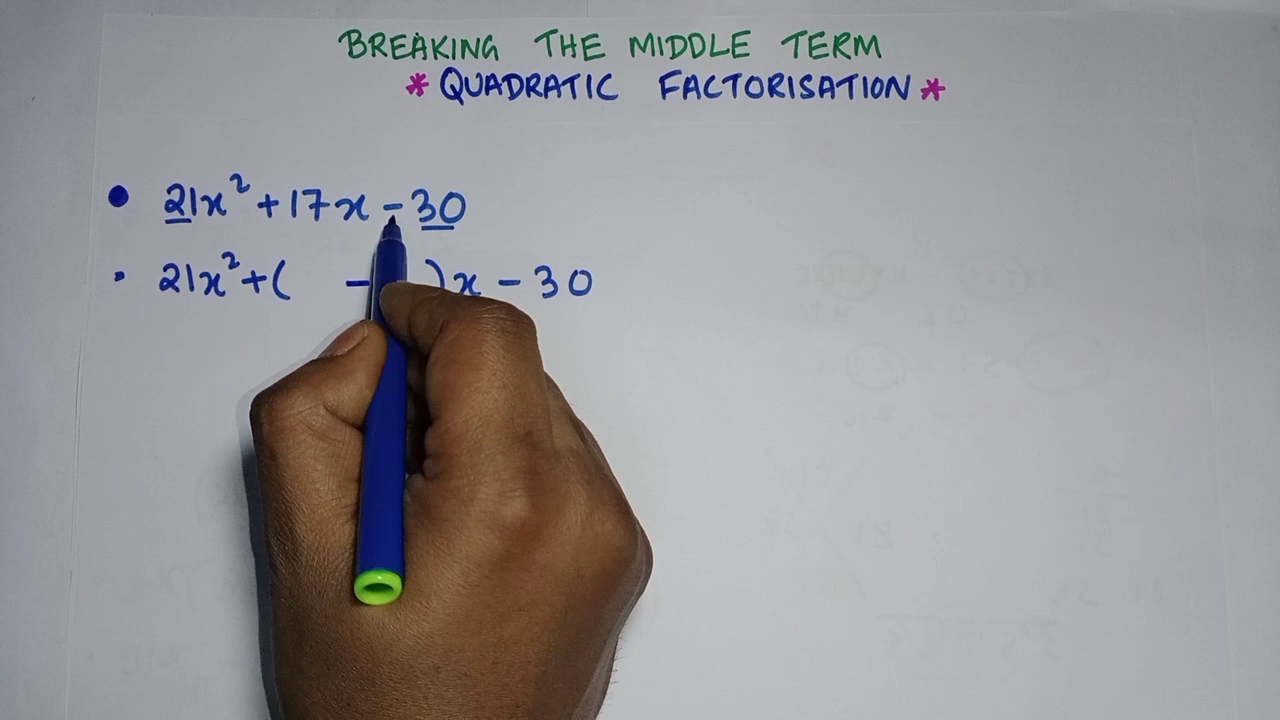 BREAKING THE MIDDLE TERM
* QUADRATIC FACTORISATION *
• 21x² + 17x - 30
• 21x² + ( - )x - 30